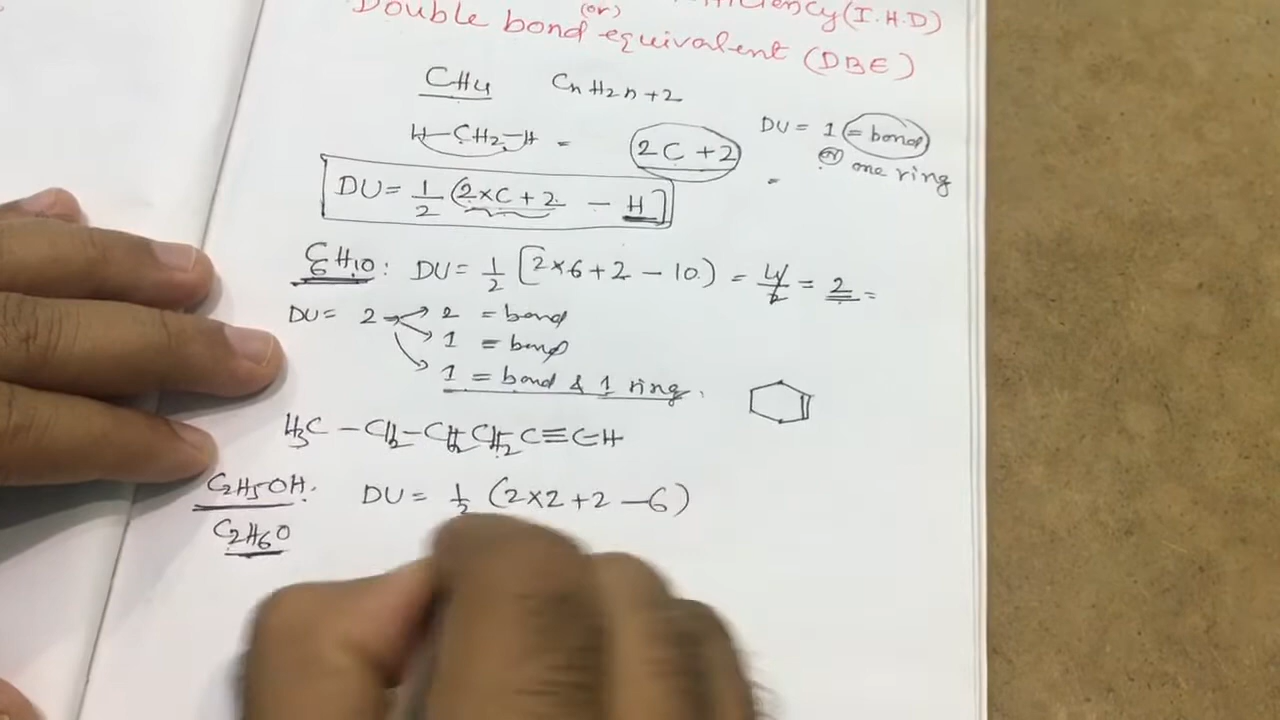 (I.H.D)
(or)
Double bond equivalent (DBE)
CH4 CnH2n+2
H-CH2-H = 2C+2
DU = 1 = bond
or one ring
DU = 1/2 (2×C+2 - H]
C6H10: DU = 1/2 [2×6+2-10) = 4/2 = 2 =
DU = 2 → 2 = bond
1 ≡ bond
1 = bond & 1 ring.
H3C-CH2-CH2CH2C≡CH
C2H5OH. DU = 1/2 (2×2+2-6)
C2H6O